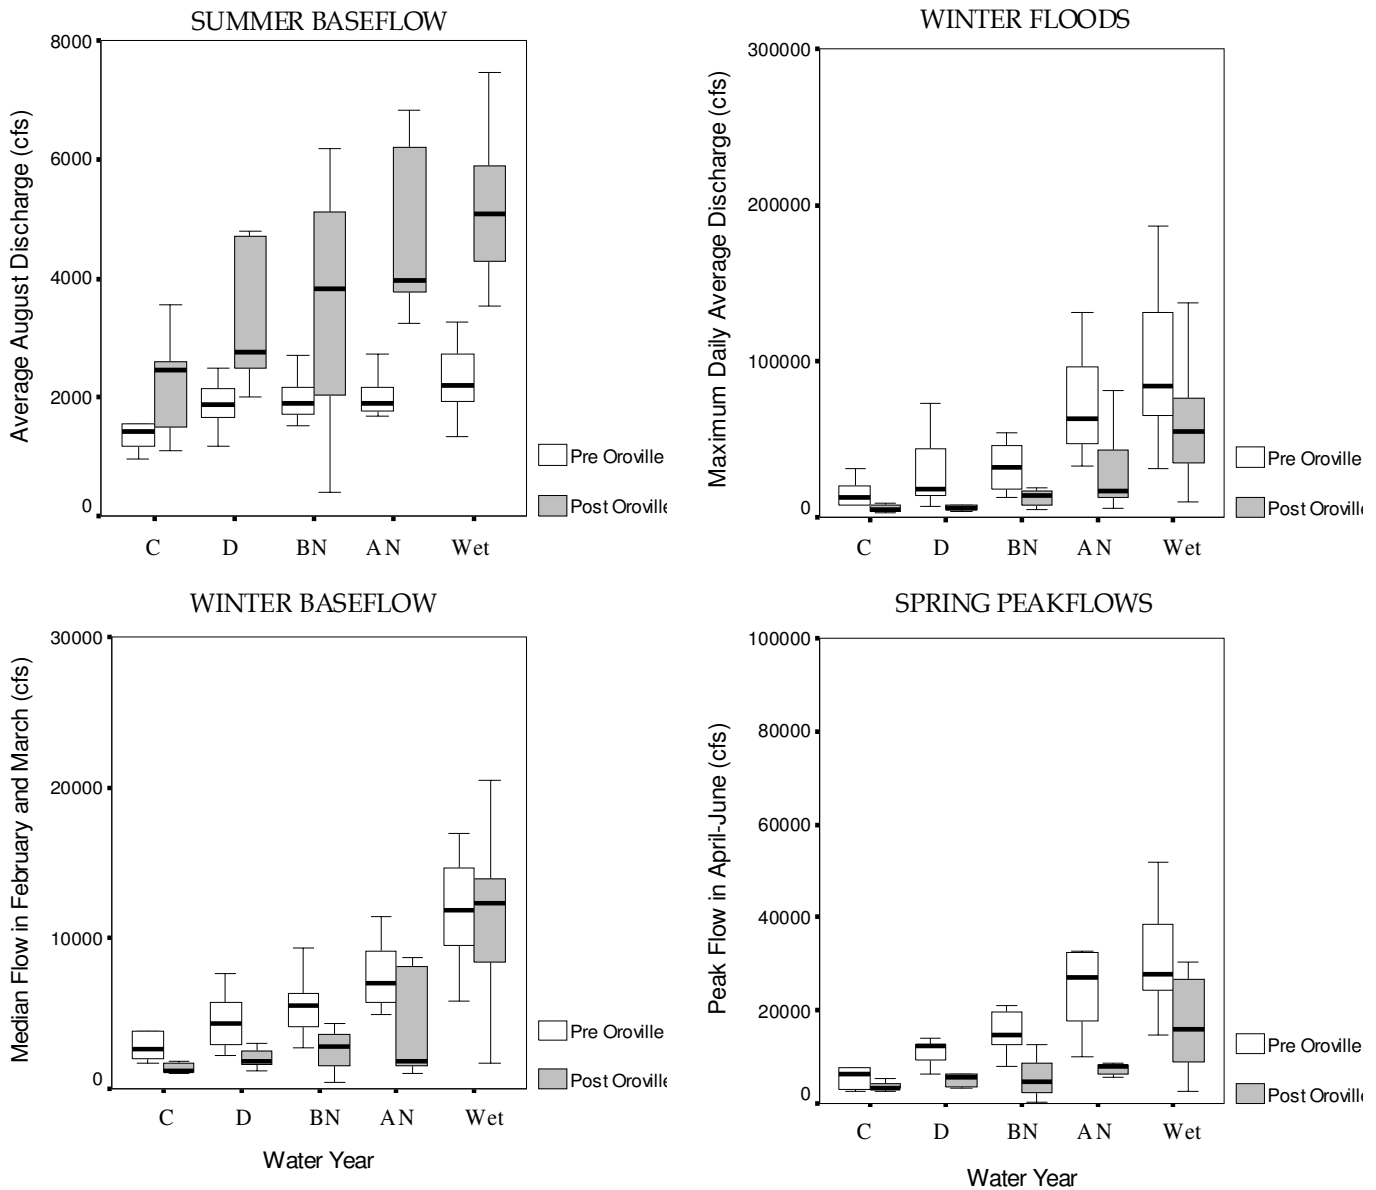 SUMMER BASEFLOW
8000
6000
4000
2000
0
Average August Discharge (cfs)
C D BN AN Wet
Pre Oroville
Post Oroville
WINTER FLOODS
300000
200000
100000
0
Maximum Daily Average Discharge (cfs)
C D BN AN Wet
Pre Oroville
Post Oroville
WINTER BASEFLOW
30000
20000
10000
0
Median Flow in February and March (cfs)
C D BN AN Wet
Water Year
Pre Oroville
Post Oroville
SPRING PEAKFLOWS
100000
80000
60000
40000
20000
0
Peak Flow in April-June (cfs)
C D BN AN Wet
Water Year
Pre Oroville
Post Oroville